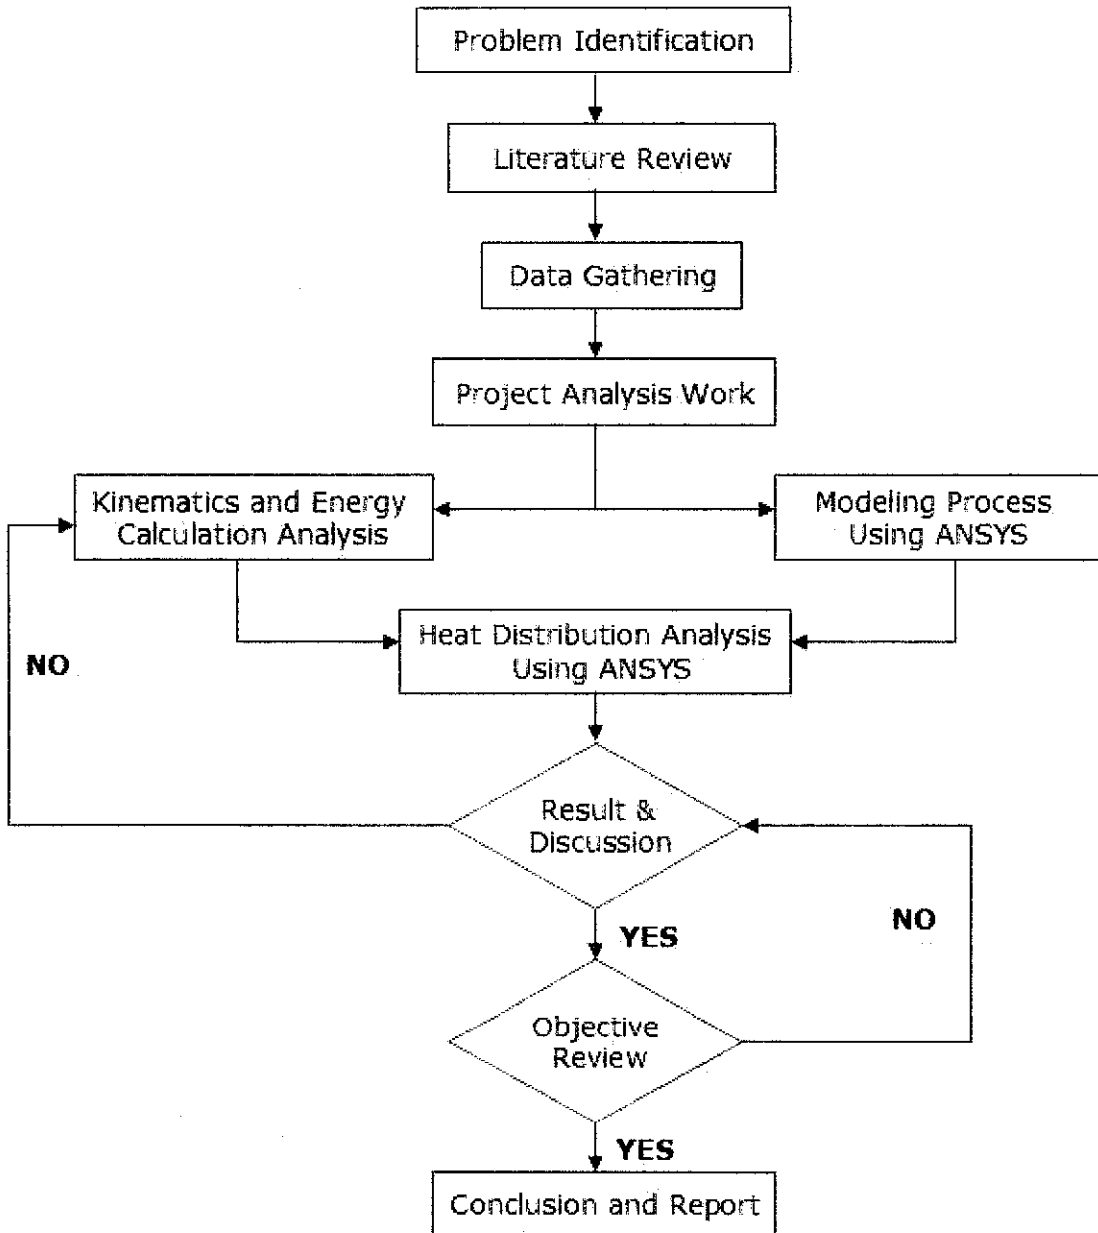 Problem Identification
Literature Review
Data Gathering
Project Analysis Work
Kinematics and Energy
Calculation Analysis
Modeling Process
Using ANSYS
Heat Distribution Analysis
Using ANSYS
NO
Result &
Discussion
NO
YES
Objective
Review
YES
Conclusion and Report